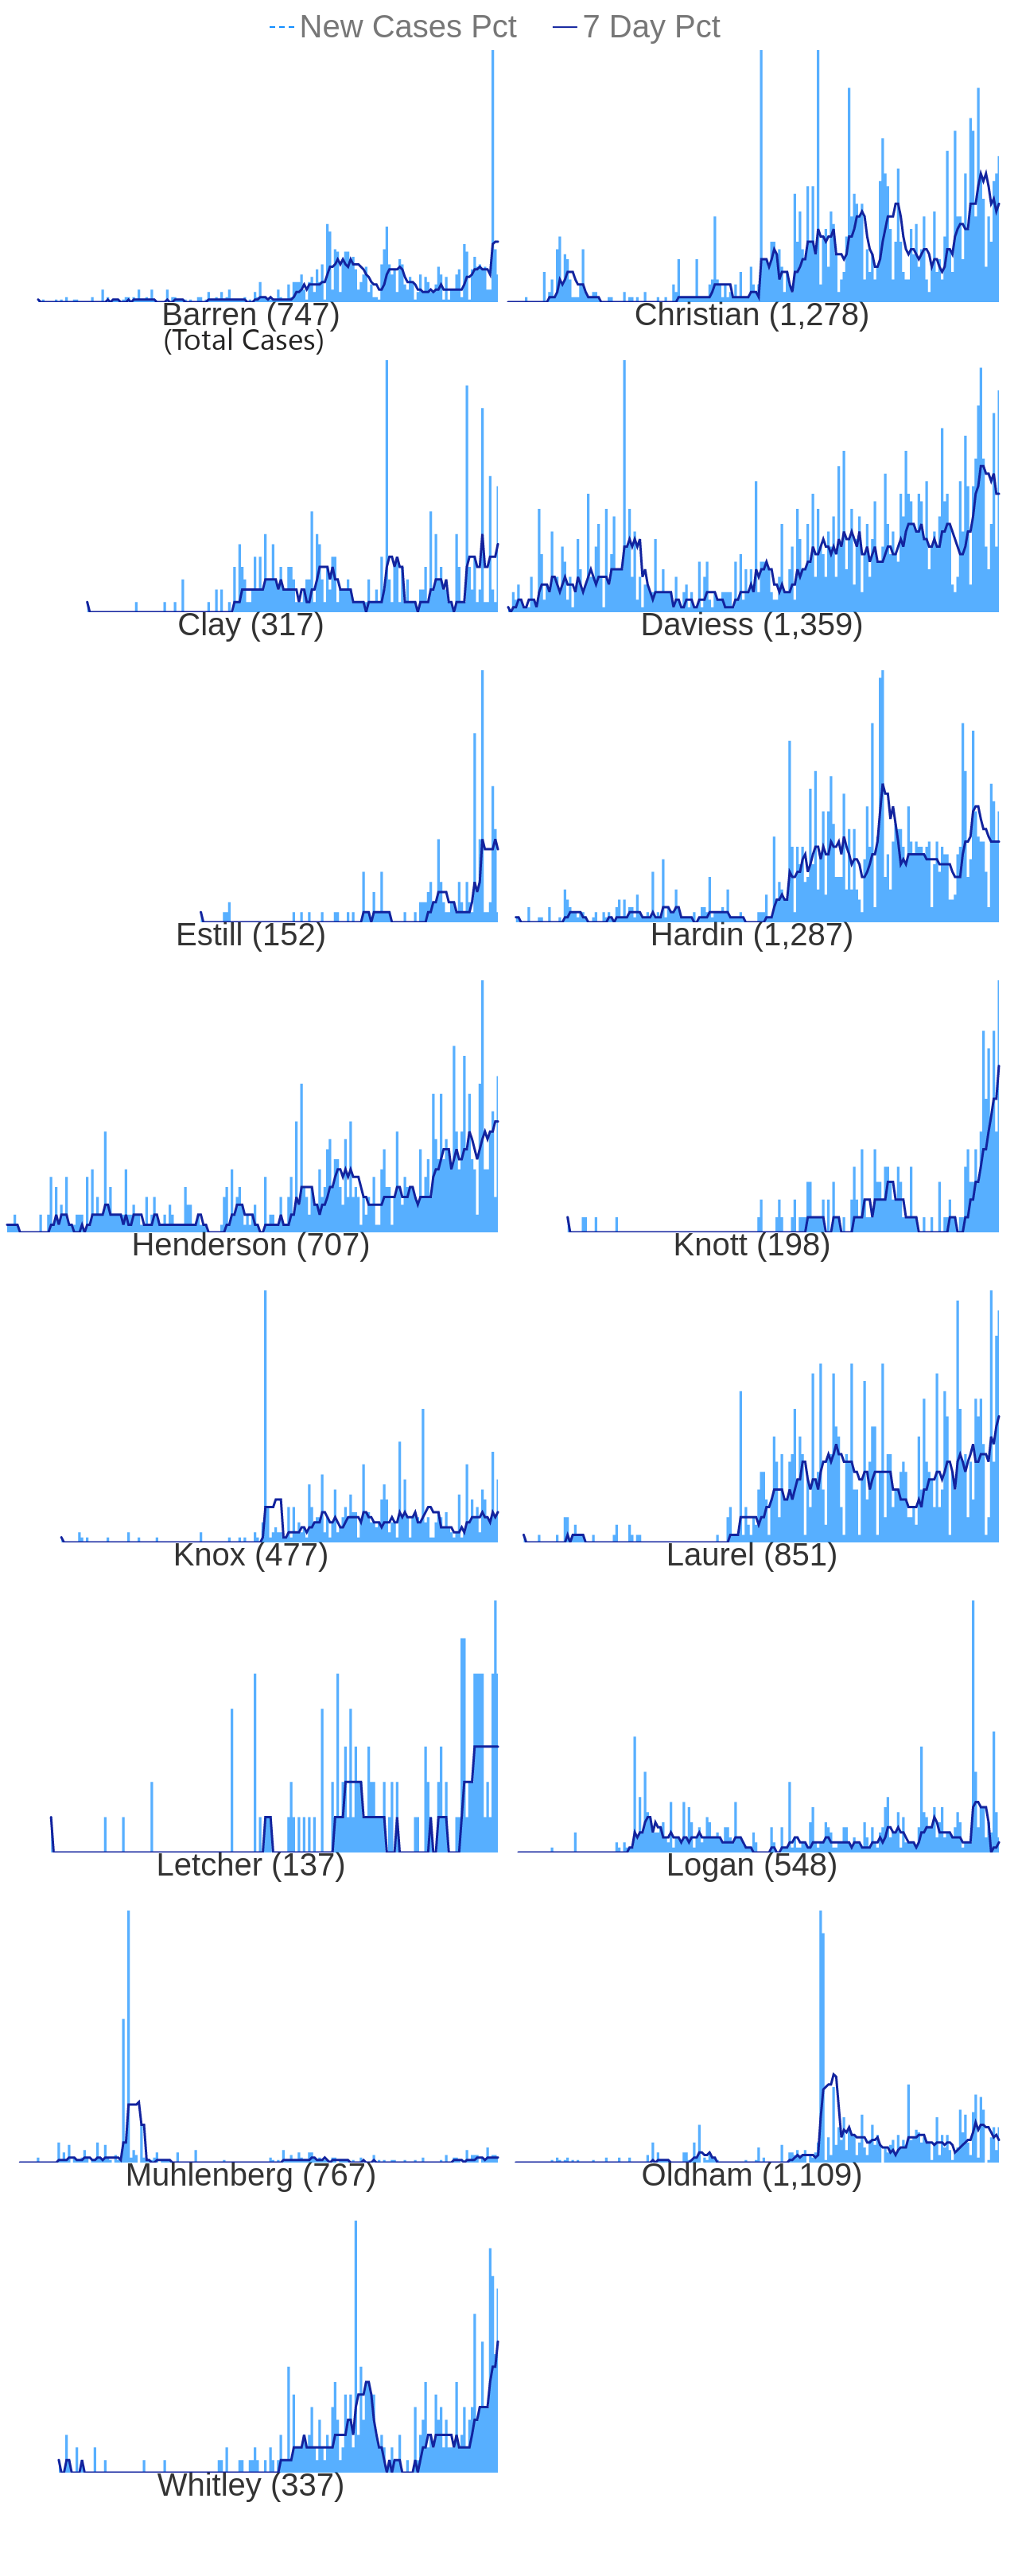 New Cases Pct 7 Day Pct
Barren (747) Christian (1,278)
(Total Cases)
Clay (317) Daviess (1,359)
Estill (152) Hardin (1,287)
Henderson (707) Knott (198)
Knox (477) Laurel (851)
Letcher (137) Logan (548)
Muhlenberg (767) Oldham (1,109)
Whitley (337)